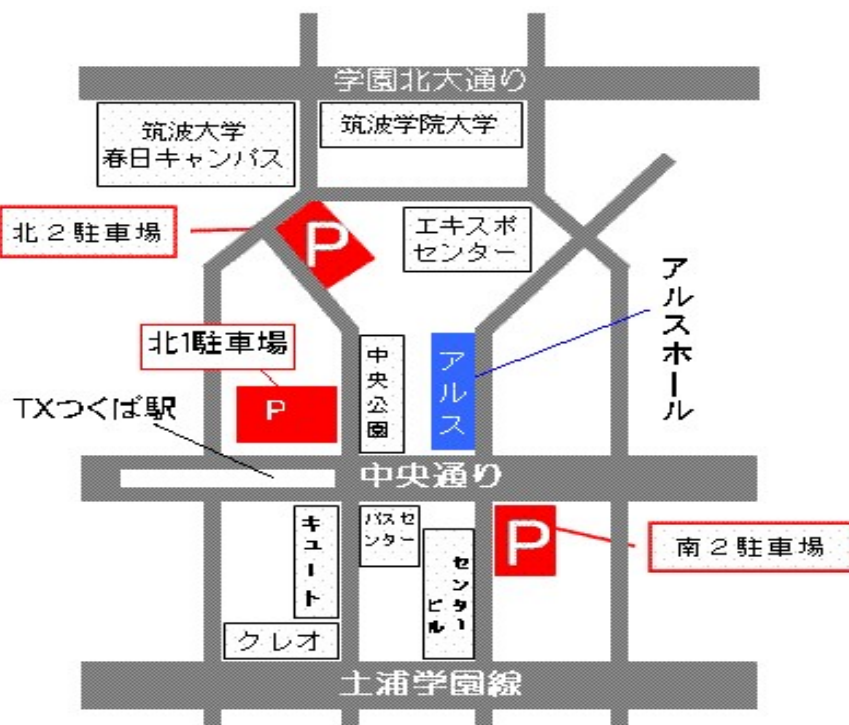 学園北大通り
筑波大学
春日キャンパス
筑波学院大学
北2駐車場
P
エキスポ
センター
アルスホール
北1駐車場
P
中央公園
アルス
TXつくば駅
中央通り
キュート
バスセ
ンター
センター
ビル
P
南2駐車場
クレオ
土浦学園線